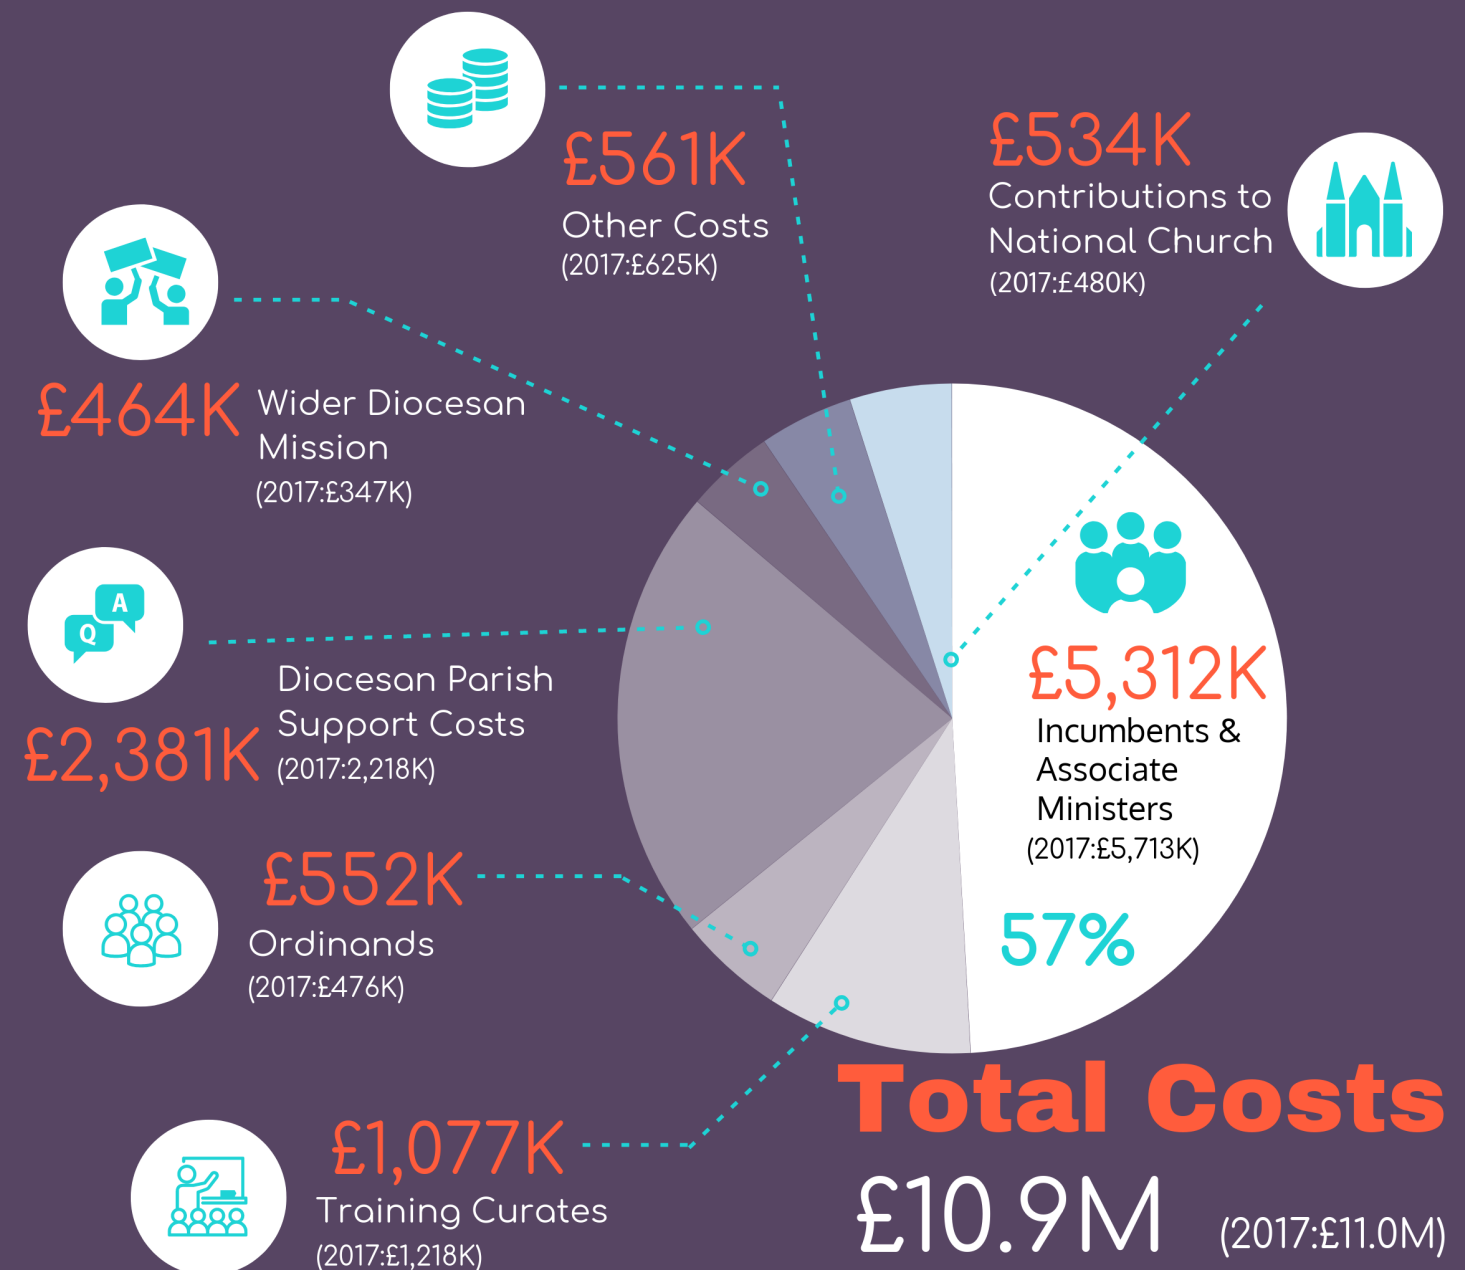 £561K
Other Costs
(2017:£625K)
£534K
Contributions to
National Church
(2017:£480K)
£464K
Wider Diocesan
Mission
(2017:£347K)
A
Q
£2,381K
Diocesan Parish
Support Costs
(2017:2,218K)
£5,312K
Incumbents &
Associate
Ministers
(2017:£5,713K)
57%
£552K
Ordinands
(2017:£476K)
£1,077K
Training Curates
(2017:£1,218K)
Total Costs
£10.9M (2017:£11.0M)